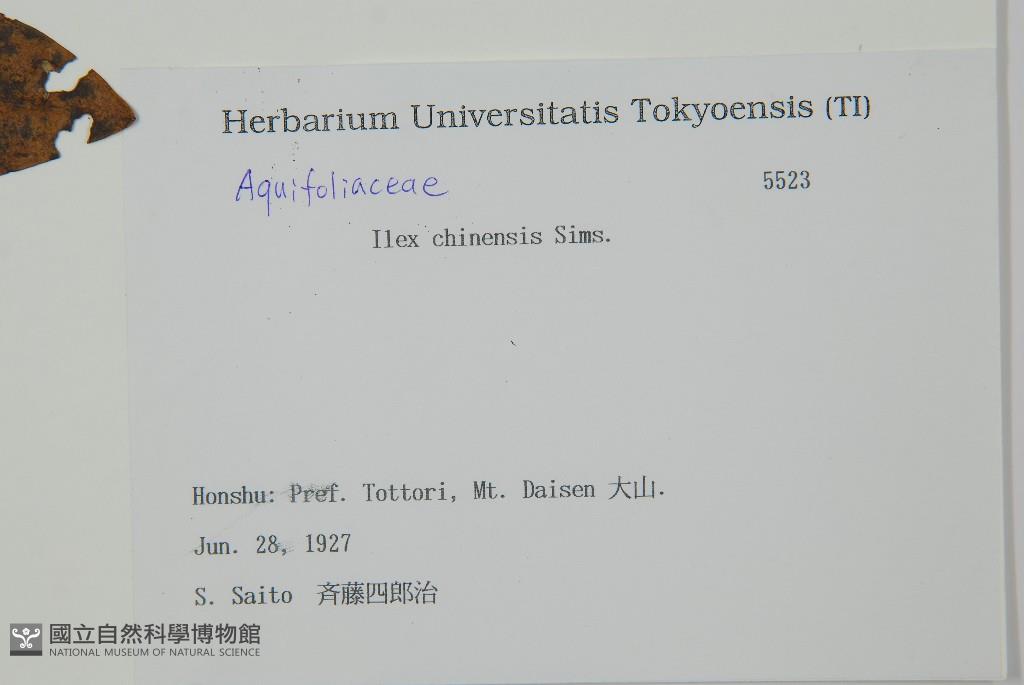 Herbarium Universitatis Tokyoensis (TI)
Aquifoliaceae 5523
Ilex chinensis Sims.
Honshu: Pref. Tottori, Mt. Daisen 大山.
Jun. 28, 1927
S. Saito 斉藤四郎治
國立自然科學博物館
NATIONAL MUSEUM OF NATURAL SCIENCE